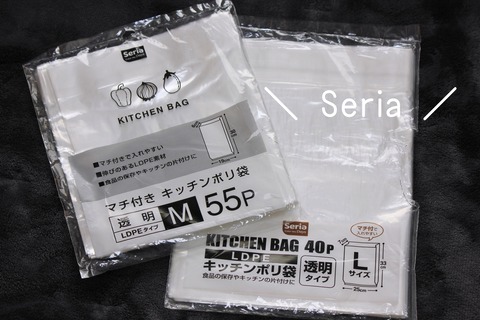 Seria
KITCHEN BAG
■マチ付きで入れやすい
■伸びのあるLDPE素材
■食品の保存やキッチンの片付けに
18cm
マチ付き キッチンポリ袋
透明
LDPEタイプ
M 55P
＼ Seria ／
Seria
KITCHEN BAG 40P
LDPE
キッチンポリ袋
食品の保存やキッチンの片付けに
透明
タイプ
マチ付で
入れやすい
L
サイズ
33cm
25cm